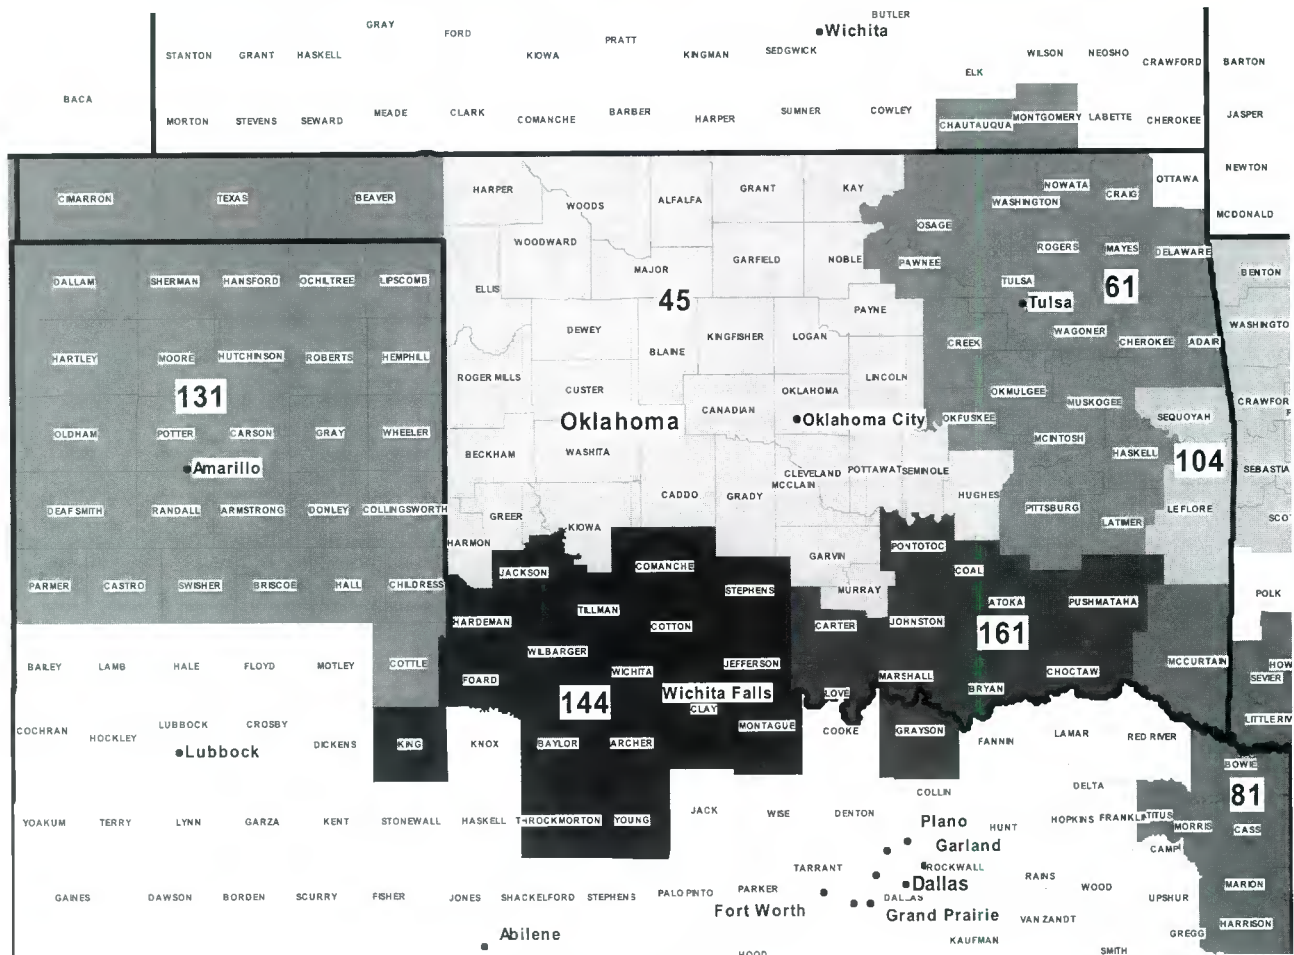 BUTLER
GRAY
FORD
Wichita
PRATT
STANTON GRANT HASKELL KIOWA KINGMAN SEDGWICK WILSON NEOSHO CRAWFORD BARTON
ELK
BACA
MORTON STEVENS SEWARD MEADE CLARK COMANCHE BARBER HARPER SUMNER COWLEY CHAUTAUQUA MONTGOMERY LABETTE CHEROKEE JASPER
NEWTON
CIMARRON TEXAS BEAVER HARPER WOODS ALFALFA GRANT KAY WASHINGTON NOWATA CRAIG OTTAWA
MCDONALD
WOODWARD OSAGE
ROGERS MAYES DELAWARE
MAJOR GARFIELD NOBLE PAWNEE
DALLAM SHERMAN HANSFORD OCHILTREE LIPSCOMB ELLIS TULSA 61 BENTON
45 Tulsa
PAYNE
DEWEY KINGFISHER LOGAN WAGONER WASHINGTO
BLAINE CREEK CHEROKEE ADAIR
HARTLEY MOORE HUTCHINSON ROBERTS HEMPHILL
ROGER MILLS CUSTER OKLAHOMA LINCOLN OKMULGEE
131 CANADIAN MUSKOGEE CRAWFOR
Oklahoma Oklahoma City OKFUSKEE SEQUOYAH
OLDHAM POTTER CARSON GRAY WHEELER MCINTOSH
BECKHAM WASHITA HASKELL 104
Amarillo CLEVELAND POTTAWAT SEMINOLE SEBASTIA
MCCLAIN
CADDO GRADY HUGHES
DEAF SMITH RANDALL ARMSTRONG DONLEY COLLINGSWORTH GREER PITTSBURG LE FLORE
KIOWA LATIMER SCO
HARMON GARVIN PONTOTOC
PARMER CASTRO SWISHER BRISCOE HALL CHILDRESS JACKSON COMANCHE COAL
STEPHENS MURRAY POLK
TILLMAN ATOKA PUSHMATAHA
HARDEMAN COTTON CARTER JOHNSTON 161
WILBARGER
BAILEY LAMB HALE FLOYD MOTLEY COTTLE WICHITA JEFFERSON CHOCTAW MCCURTAIN HOW
FOARD MARSHALL SEVIER
144 Wichita Falls LOVE BRYAN
CLAY
COCHRAN HOCKLEY LUBBOCK CROSBY MONTAGUE COOKE GRAYSON LITTLE RIV
Lubbock DICKENS KING KNOX BAYLOR ARCHER FANNIN LAMAR RED RIVER
BOWIE
COLLIN DELTA 81
YOAKUM TERRY LYNN GARZA KENT STONEWALL HASKELL THROCKMORTON YOUNG JACK WISE DENTON Plano HUNT HOPKINS FRANKLI TITUS MORRIS CASS
Garland CAMP
TARRANT ROCKWALL
RAINS
GAINES DAWSON BORDEN SCURRY FISHER JONES SHACKELFORD STEPHENS PALO PINTO PARKER Dallas WOOD UPSHUR MARION
DALLAS
Fort Worth Grand Prairie VAN ZANDT HARRISON
Abilene KAUFMAN GREGG
HOOD SMITH